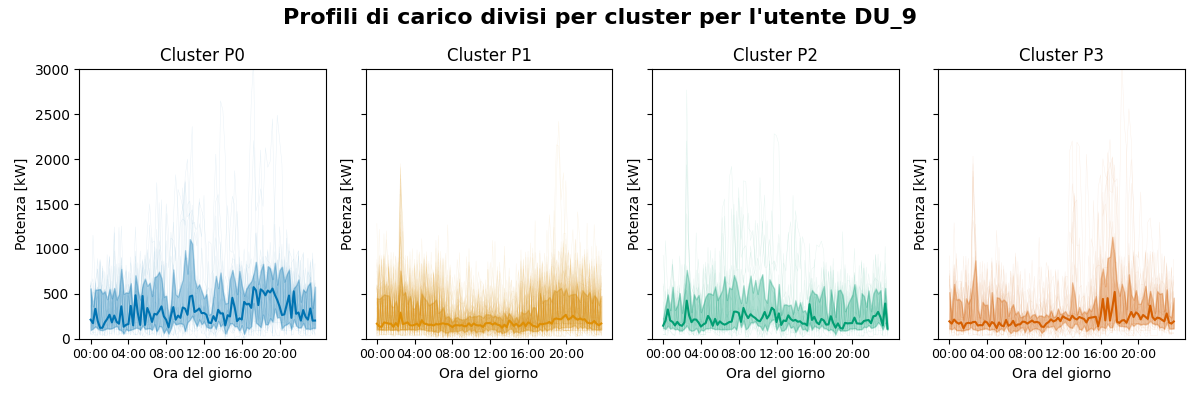 Profili di carico divisi per cluster per l'utente DU_9
Cluster P0
Cluster P1
Cluster P2
Cluster P3
3000
2500
2000
1500
1000
500
0
Potenza [kW]
Potenza [kW]
Potenza [kW]
Potenza [kW]
00:00 04:00 08:00 12:00 16:00 20:00
00:00 04:00 08:00 12:00 16:00 20:00
00:00 04:00 08:00 12:00 16:00 20:00
00:00 04:00 08:00 12:00 16:00 20:00
Ora del giorno
Ora del giorno
Ora del giorno
Ora del giorno